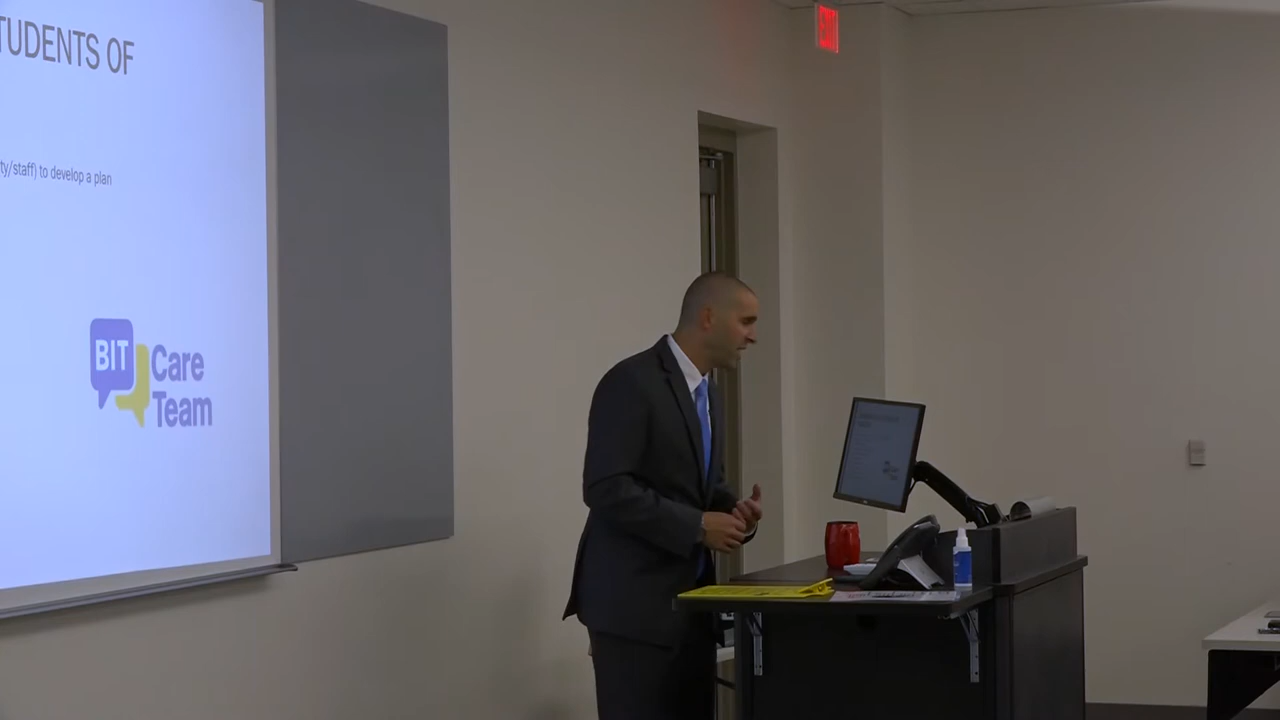 TUDENTS OF
ty/staff) to develop a plan
BIT
Care
Team
EXIT